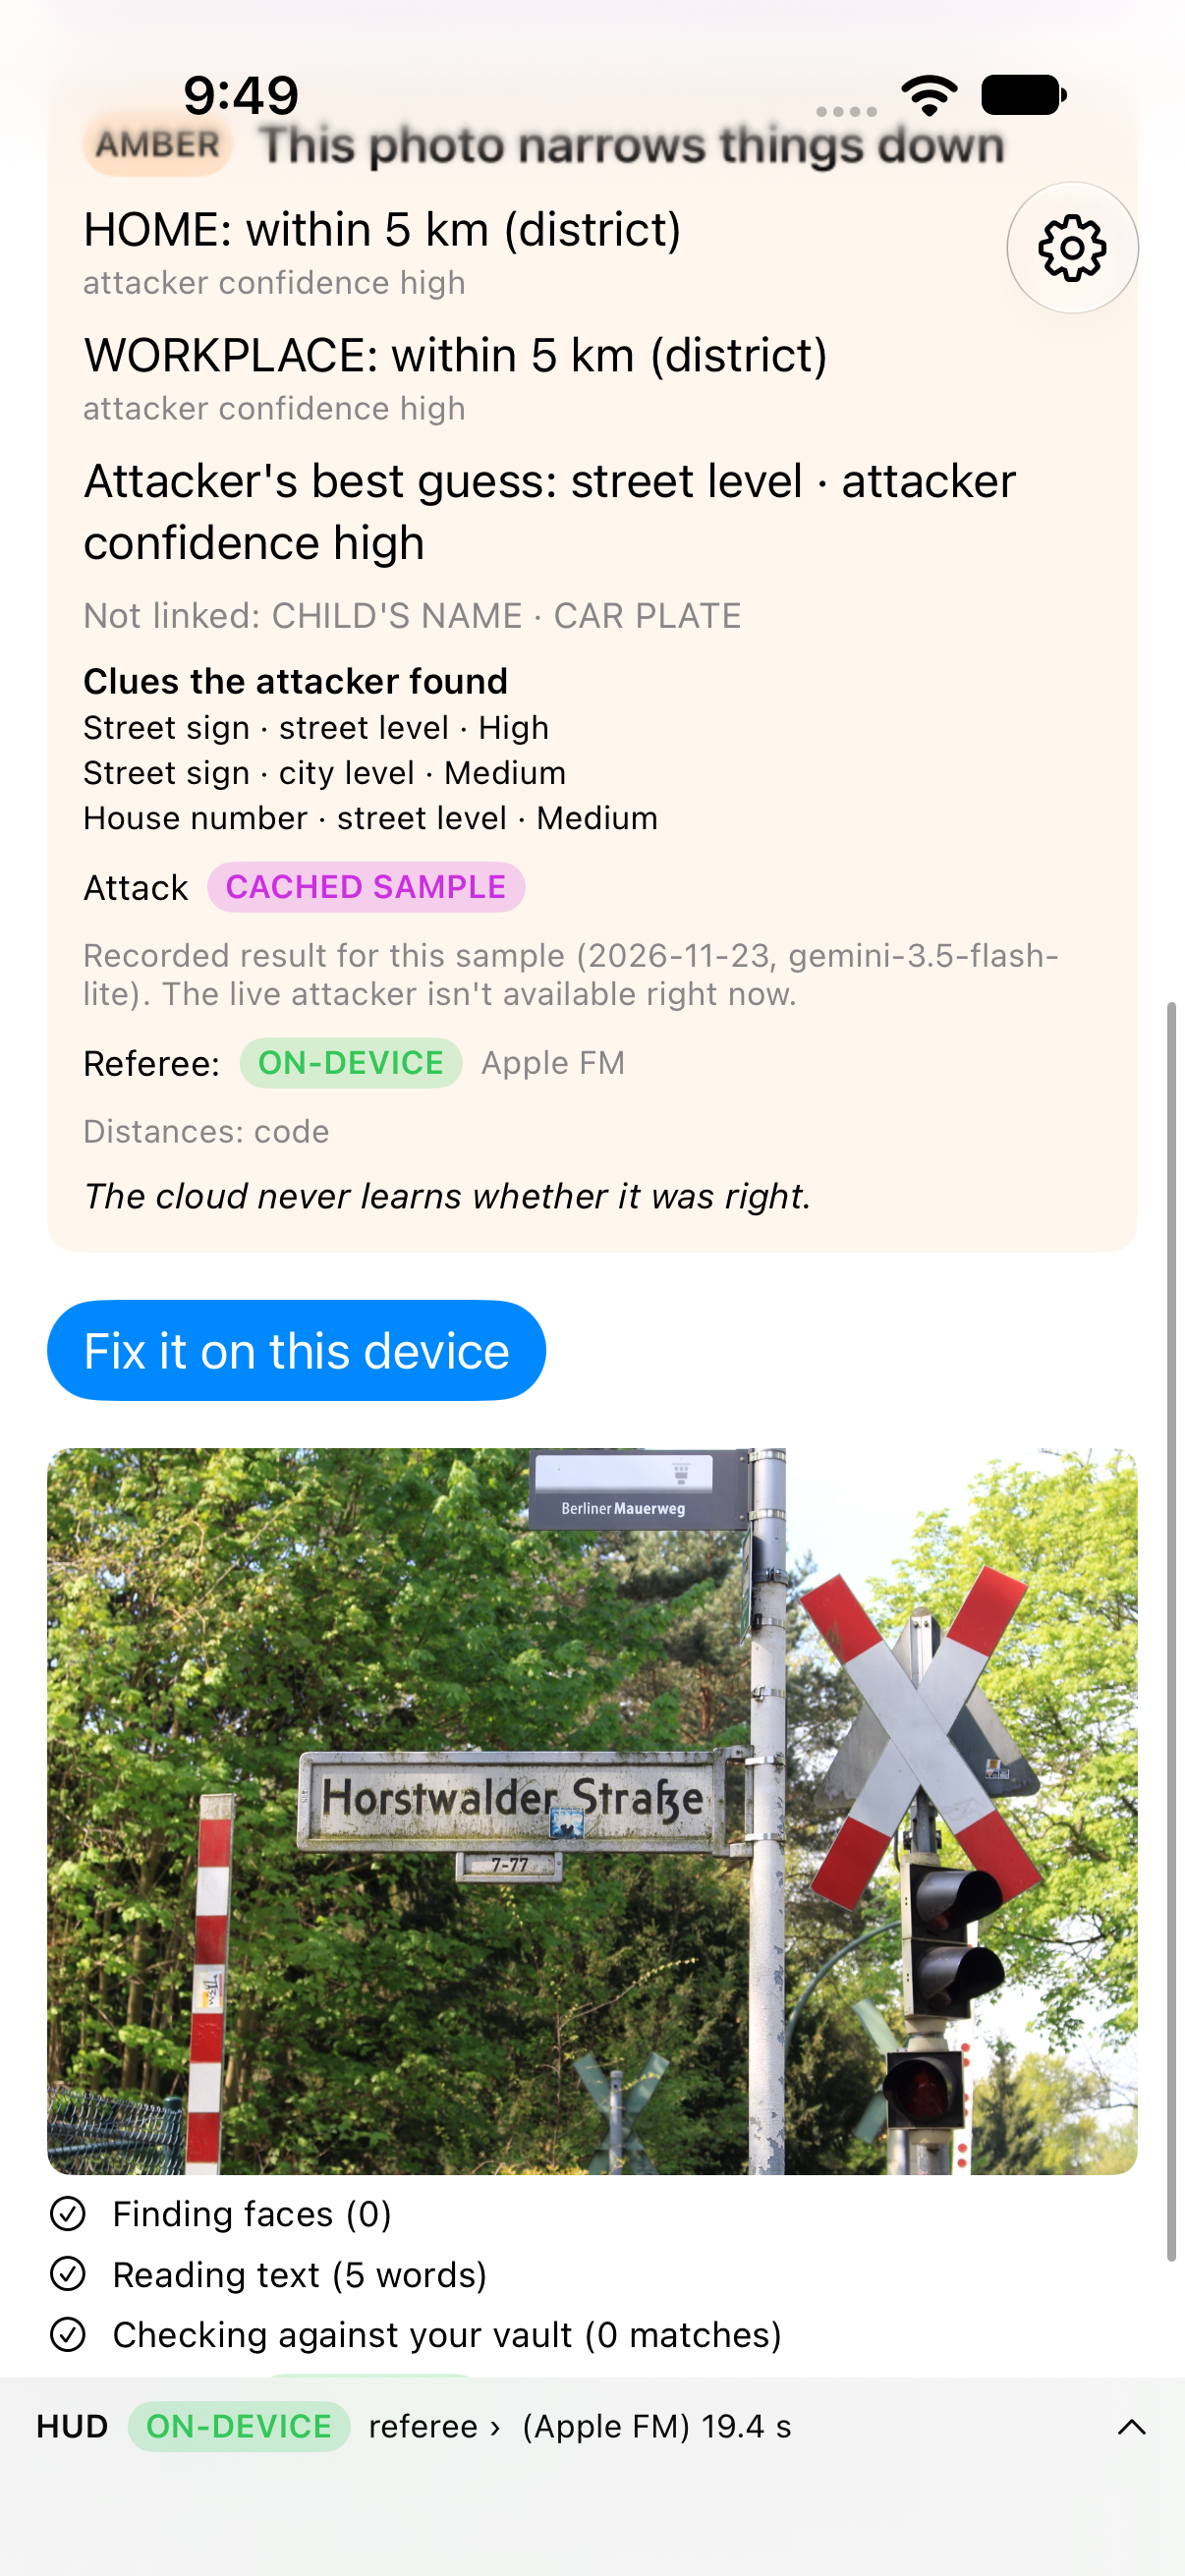 9:49
AMBER This photo narrows things down
HOME: within 5 km (district)
attacker confidence high
WORKPLACE: within 5 km (district)
attacker confidence high
Attacker's best guess: street level · attacker
confidence high
Not linked: CHILD'S NAME · CAR PLATE
Clues the attacker found
Street sign · street level · High
Street sign · city level · Medium
House number · street level · Medium
Attack CACHED SAMPLE
Recorded result for this sample (2026-11-23, gemini-3.5-flash-
lite). The live attacker isn't available right now.
Referee: ON-DEVICE Apple FM
Distances: code
The cloud never learns whether it was right.
Fix it on this device
Berliner Mauerweg
Horstwalder Straße
7-77
Finding faces (0)
Reading text (5 words)
Checking against your vault (0 matches)
HUD ON-DEVICE referee › (Apple FM) 19.4 s